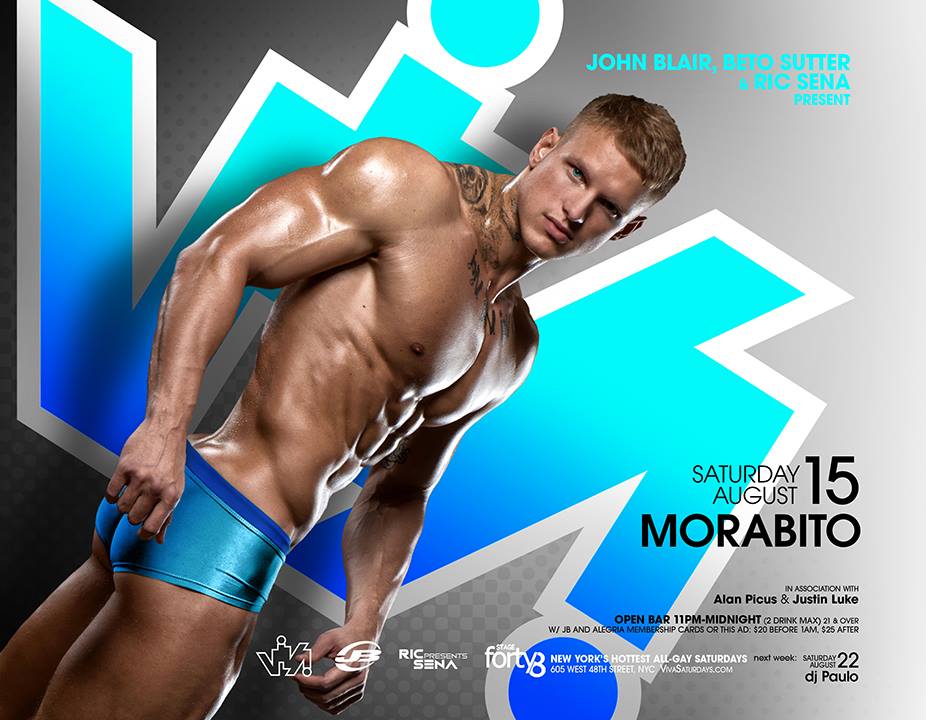 JOHN BLAIR, BETO SUTTER
& RIC SENA
PRESENT
ViVA!
SATURDAY
AUGUST 15
MORABITO
IN ASSOCIATION WITH
Alan Picus & Justin Luke
OPEN BAR 11PM-MIDNIGHT (2 DRINK MAX) 21 & OVER
W/ JB AND ALEGRIA MEMBERSHIP CARDS OR THIS AD: $20 BEFORE 1AM, $25 AFTER
ViVA!
JB
RIC PRESENTS
SENA
STAGE
forty8
NEW YORK'S HOTTEST ALL-GAY SATURDAYS
605 WEST 48TH STREET, NYC VIVASATURDAYS.COM
next week: SATURDAY
AUGUST 22
dj Paulo